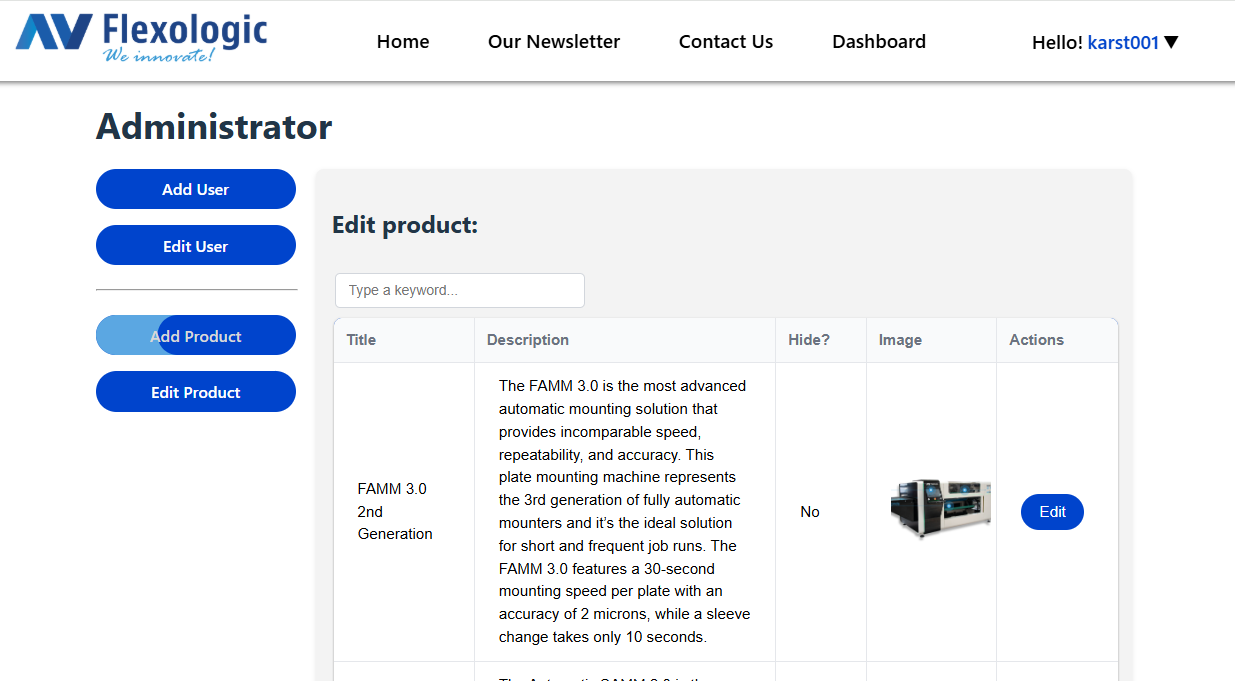 AV Flexologic
We innovate!
Home
Our Newsletter
Contact Us
Dashboard
Hello! karst001 ▼
Administrator
Add User
Edit User
Add Product
Edit Product
Edit product:
Type a keyword...
Title
Description
Hide?
Image
Actions
FAMM 3.0
2nd
Generation
The FAMM 3.0 is the most advanced
automatic mounting solution that
provides incomparable speed,
repeatability, and accuracy. This
plate mounting machine represents
the 3rd generation of fully automatic
mounters and it’s the ideal solution
for short and frequent job runs. The
FAMM 3.0 features a 30-second
mounting speed per plate with an
accuracy of 2 microns, while a sleeve
change takes only 10 seconds.
No
Edit